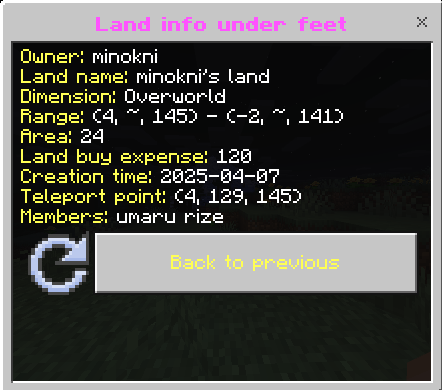 Land info under feet
Owner: minokni
Land name: minokni's land
Dimension: Overworld
Range: (4, ~, 145) - (-2, ~, 141)
Area: 24
Land buy expense: 120
Creation time: 2025-04-07
Teleport point: (4, 129, 145)
Members: umaru rize
Back to previous